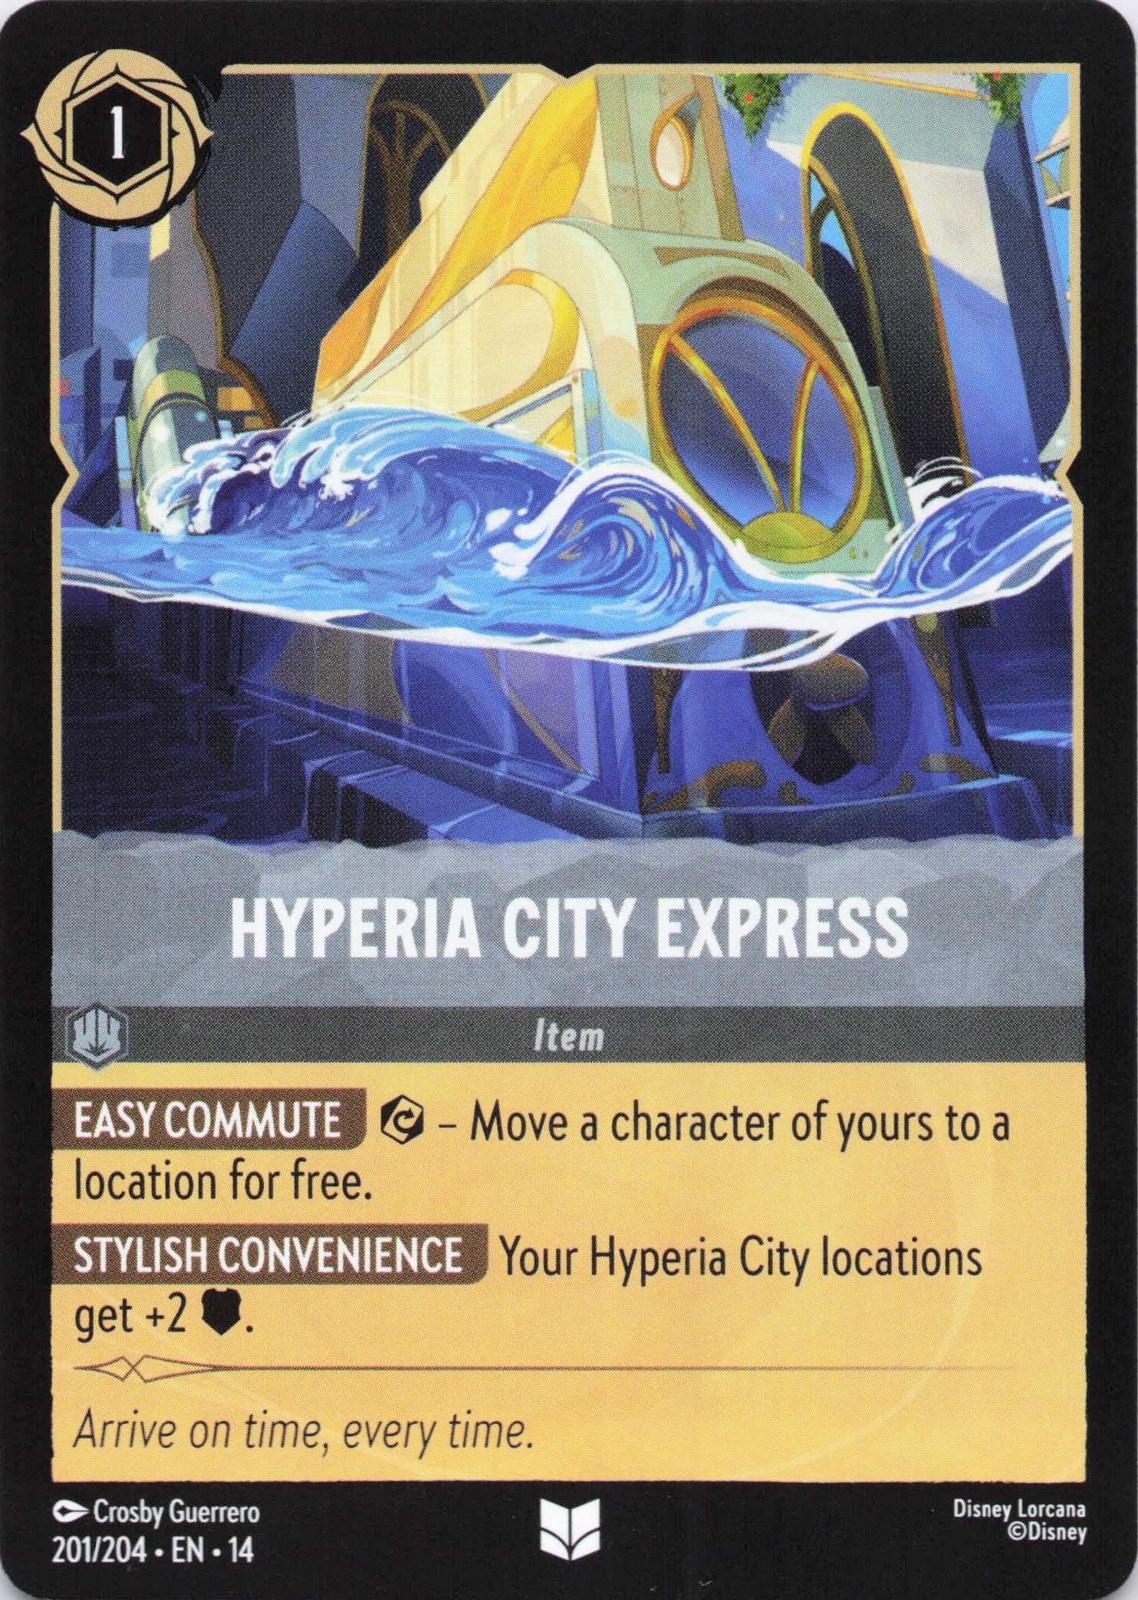 1
HYPERIA CITY EXPRESS
Item
EASY COMMUTE – Move a character of yours to a
location for free.
STYLISH CONVENIENCE Your Hyperia City locations
get +2 .
Arrive on time, every time.
Crosby Guerrero
201/204 • EN • 14
Disney Lorcana
©Disney